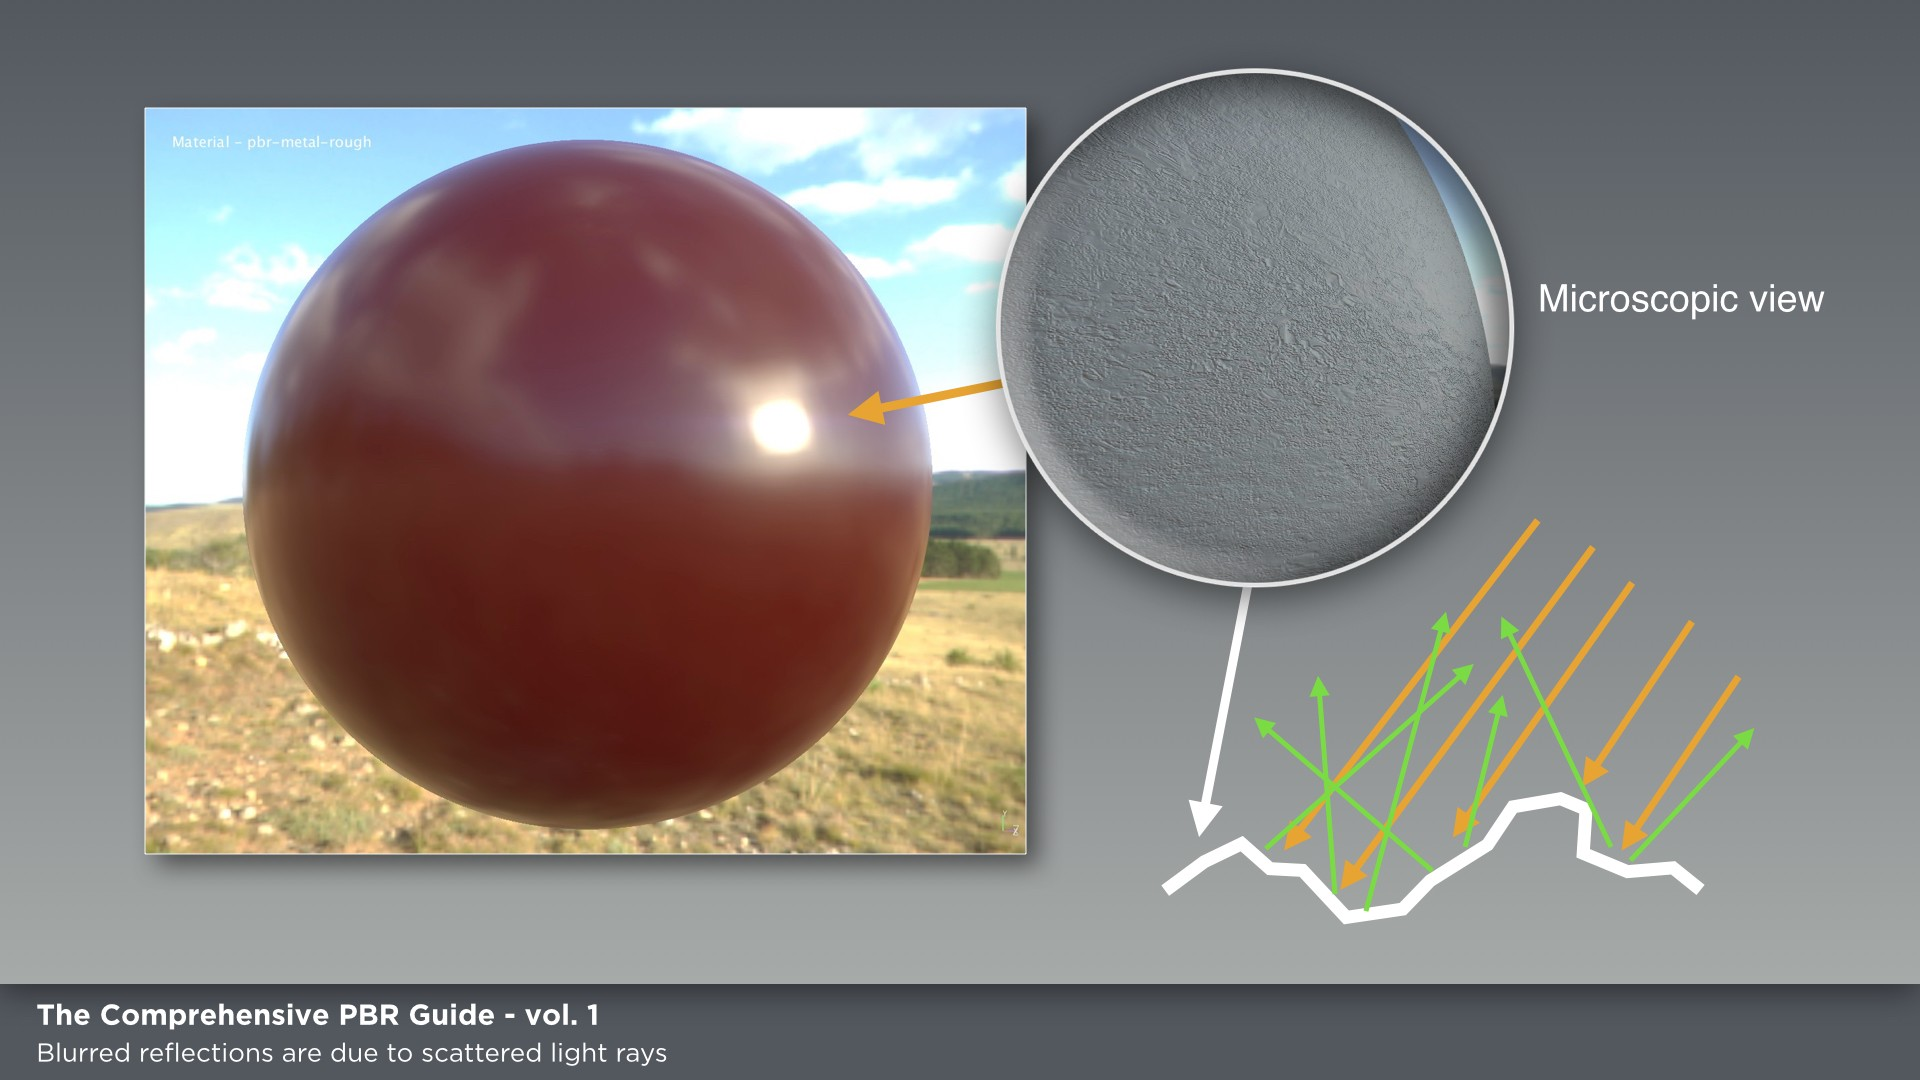 Material - pbr-metal-rough
Microscopic view
Y
Z
The Comprehensive PBR Guide - vol. 1
Blurred reflections are due to scattered light rays